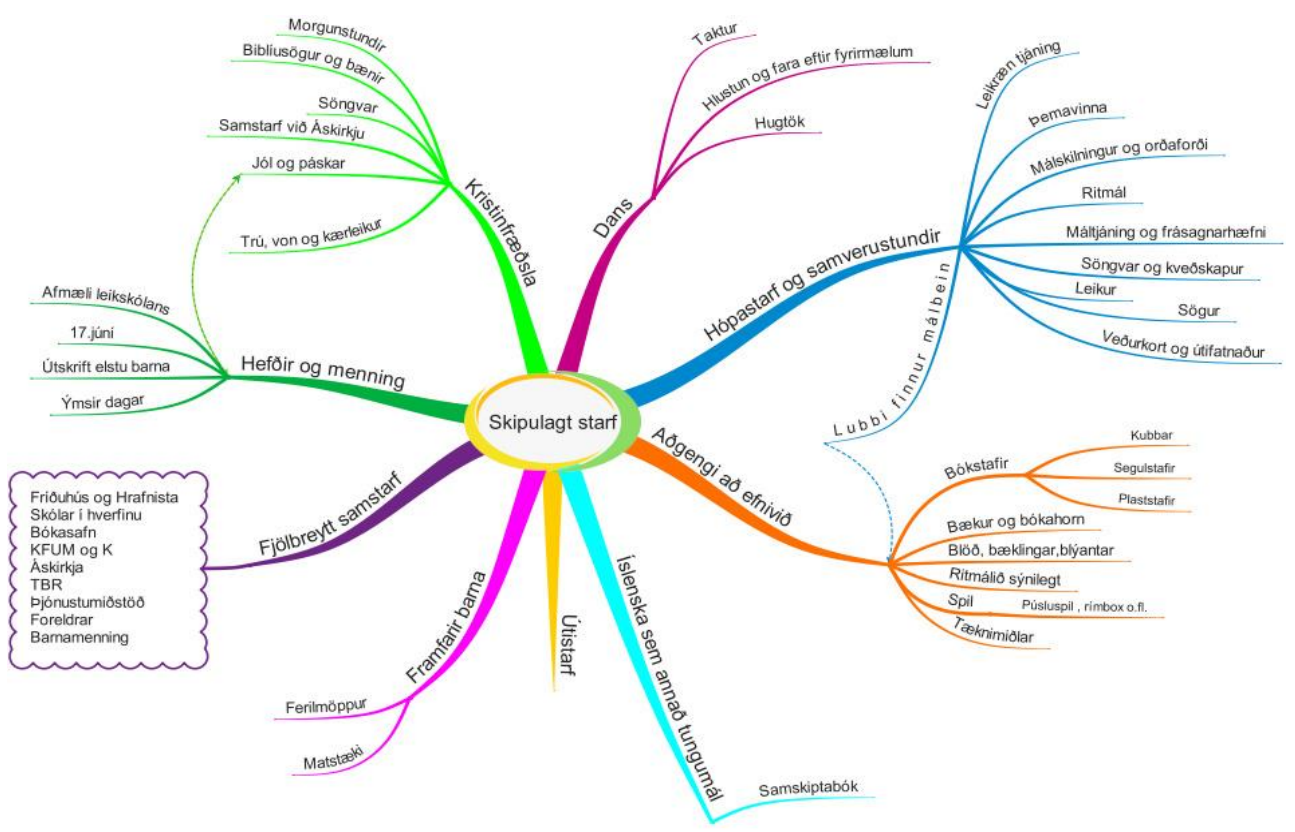 Skipulagt starf
Kristinfræðsla
Morgunstundir
Biblíusögur og bænir
Söngvar
Samstarf við Áskirkju
Jól og páskar
Trú, von og kærleikur
Dans
Taktur
Hlustun og fara eftir fyrirmælum
Hugtök
Hópastarf og samverustundir
Leikræn tjáning
Þemavinna
Málskilningur og orðaforði
Ritmál
Máltjáning og frásagnarhæfni
Söngvar og kveðskapur
Leikur
Sögur
Veðurkort og útifatnaður
Lubbi finnur málbein
Aðgengi að efnivið
Bókstafir
Kubbar
Segulstafir
Plaststafir
Bækur og bókahorn
Blöð, bæklingar,blýantar
Ritmálið sýnilegt
Spil
Púsluspil , rímbox o.fl.
Tæknimiðlar
Íslenska sem annað tungumál
Samskiptabók
Útistarf
Framfarir barna
Ferilmöppur
Matstæki
Fjölbreytt samstarf
Fríðuhús og Hrafnista
Skólar í hverfinu
Bókasafn
KFUM og K
Áskirkja
TBR
Þjónustumiðstöð
Foreldrar
Barnamenning
Hefðir og menning
Afmæli leikskólans
17.júní
Útskrift elstu barna
Ýmsir dagar